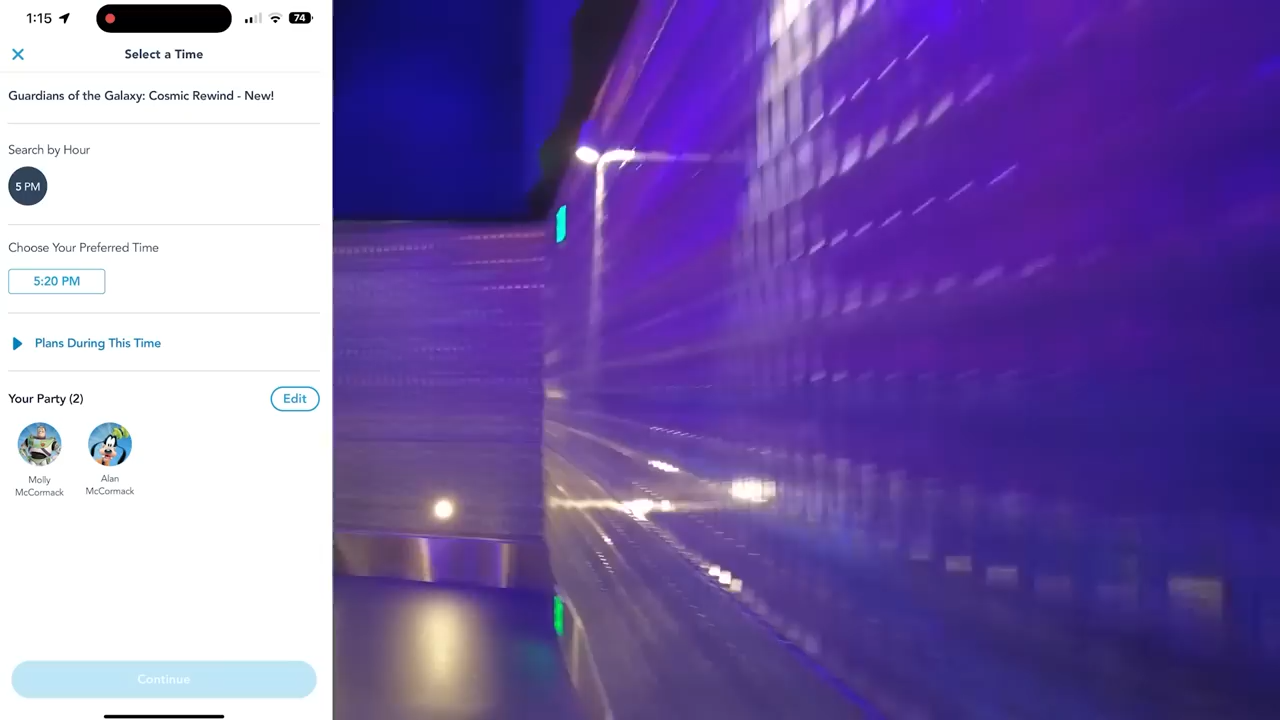 1:15
74
Select a Time
Guardians of the Galaxy: Cosmic Rewind - New!
Search by Hour
5 PM
Choose Your Preferred Time
5:20 PM
Plans During This Time
Your Party (2)
Edit
Molly
McCormack
Alan
McCormack
Continue